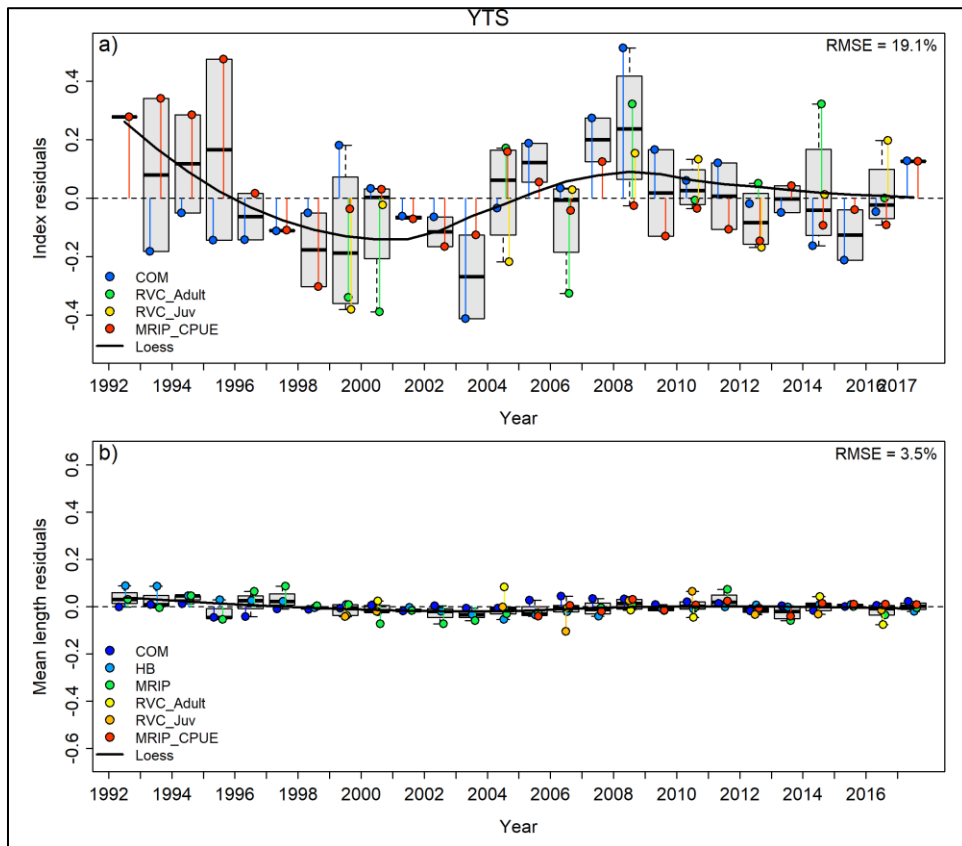 YTS
a)
RMSE = 19.1%
Index residuals
0.4
0.2
0.0
-0.2
-0.4
COM
RVC_Adult
RVC_Juv
MRIP_CPUE
Loess
1992 1994 1996 1998 2000 2002 2004 2006 2008 2010 2012 2014 2016 2017
Year
b)
RMSE = 3.5%
Mean length residuals
0.6
0.4
0.2
0.0
-0.2
-0.4
-0.6
COM
HB
MRIP
RVC_Adult
RVC_Juv
MRIP_CPUE
Loess
1992 1994 1996 1998 2000 2002 2004 2006 2008 2010 2012 2014 2016
Year